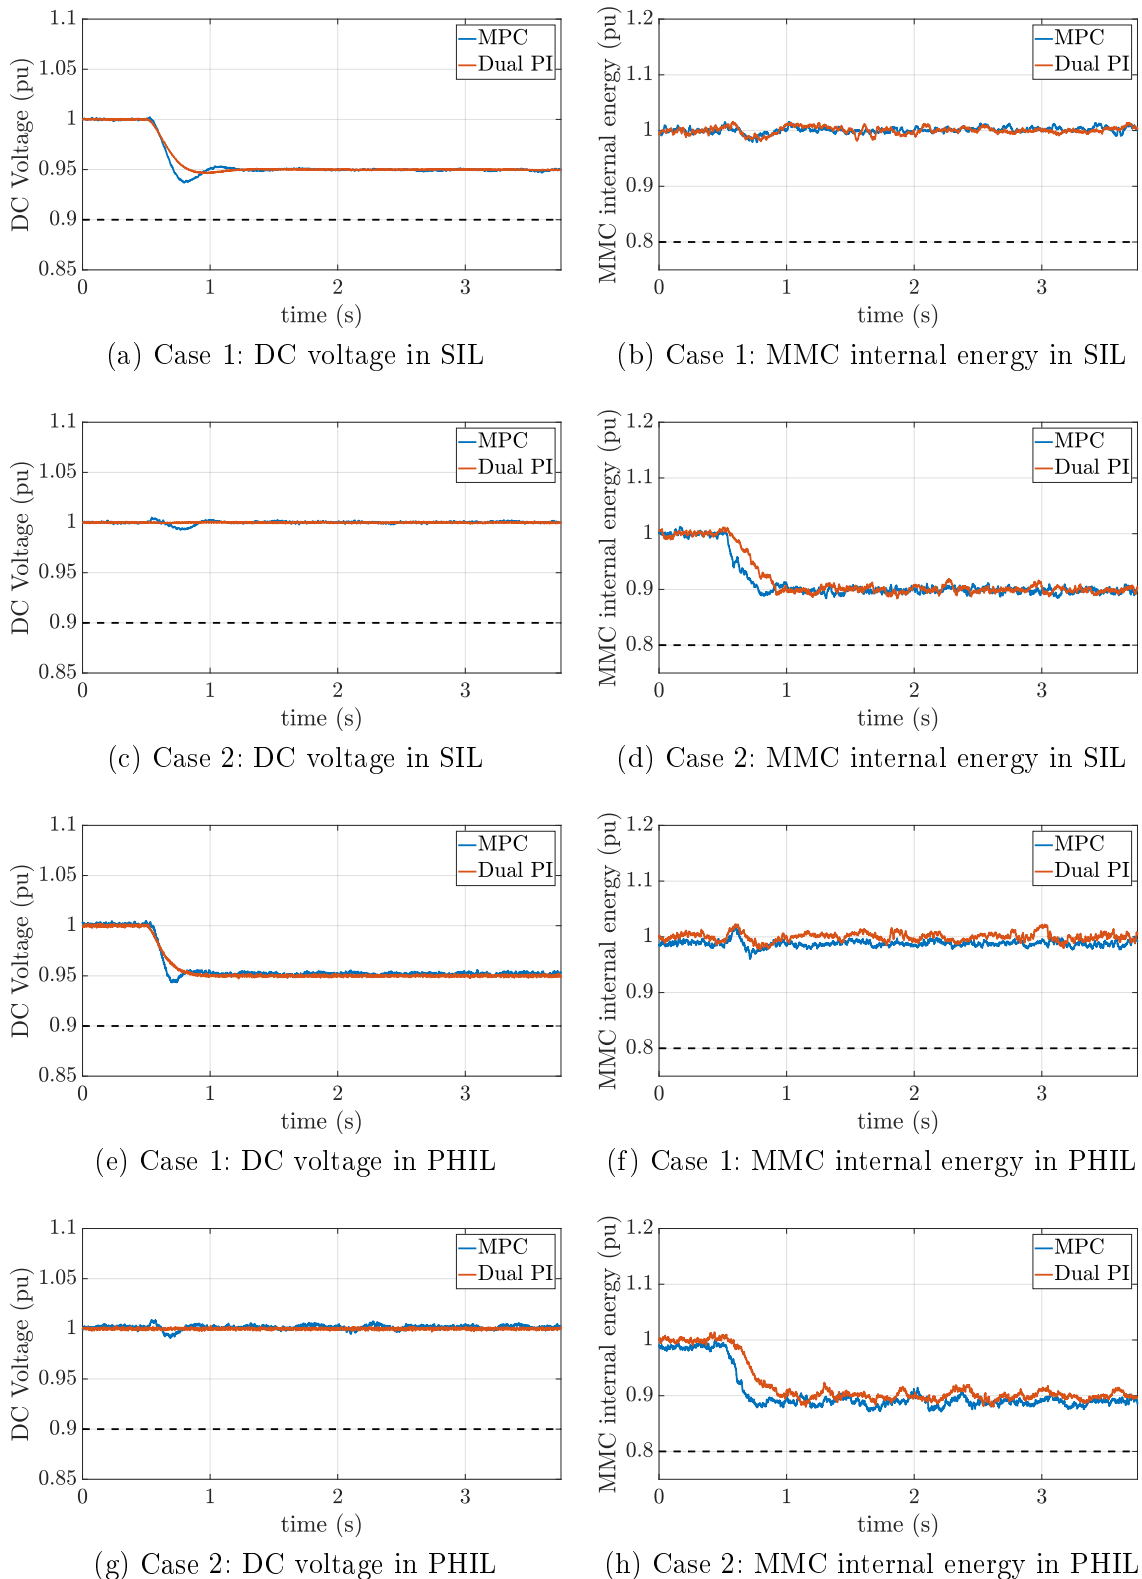 1.1
1.05
1
0.95
0.9
0.85
DC Voltage (pu)
MPC
Dual PI
0 1 2 3
time (s)
(a) Case 1: DC voltage in SIL
1.2
1.1
1
0.9
0.8
MMC internal energy (pu)
MPC
Dual PI
0 1 2 3
time (s)
(b) Case 1: MMC internal energy in SIL
1.1
1.05
1
0.95
0.9
0.85
DC Voltage (pu)
MPC
Dual PI
0 1 2 3
time (s)
(c) Case 2: DC voltage in SIL
1.2
1.1
1
0.9
0.8
MMC internal energy (pu)
MPC
Dual PI
0 1 2 3
time (s)
(d) Case 2: MMC internal energy in SIL
1.1
1.05
1
0.95
0.9
0.85
DC Voltage (pu)
MPC
Dual PI
0 1 2 3
time (s)
(e) Case 1: DC voltage in PHIL
1.2
1.1
1
0.9
0.8
MMC internal energy (pu)
MPC
Dual PI
0 1 2 3
time (s)
(f) Case 1: MMC internal energy in PHIL
1.1
1.05
1
0.95
0.9
0.85
DC Voltage (pu)
MPC
Dual PI
0 1 2 3
time (s)
(g) Case 2: DC voltage in PHIL
1.2
1.1
1
0.9
0.8
MMC internal energy (pu)
MPC
Dual PI
0 1 2 3
time (s)
(h) Case 2: MMC internal energy in PHIL